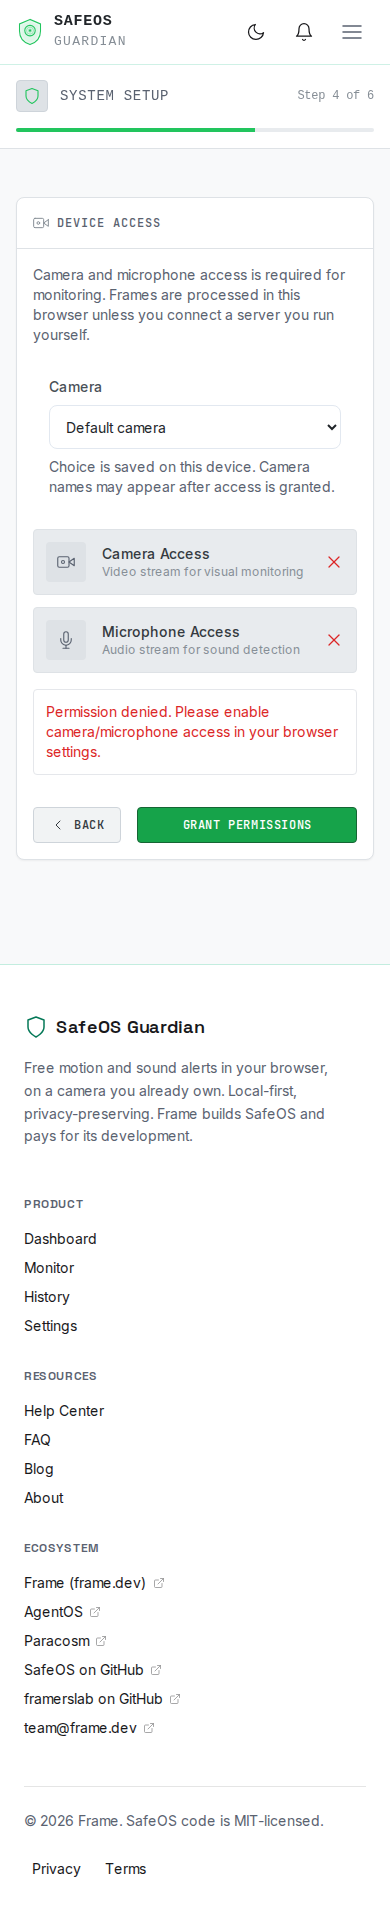 SAFEOS
GUARDIAN
SYSTEM SETUP
Step 4 of 6
DEVICE ACCESS
Camera and microphone access is required for
monitoring. Frames are processed in this
browser unless you connect a server you run
yourself.
Camera
Default camera
Choice is saved on this device. Camera
names may appear after access is granted.
Camera Access
Video stream for visual monitoring
Microphone Access
Audio stream for sound detection
Permission denied. Please enable
camera/microphone access in your browser
settings.
BACK
GRANT PERMISSIONS
SafeOS Guardian
Free motion and sound alerts in your browser,
on a camera you already own. Local-first,
privacy-preserving. Frame builds SafeOS and
pays for its development.
PRODUCT
Dashboard
Monitor
History
Settings
RESOURCES
Help Center
FAQ
Blog
About
ECOSYSTEM
Frame (frame.dev)
AgentOS
Paracosm
SafeOS on GitHub
framerslab on GitHub
team@frame.dev
© 2026 Frame. SafeOS code is MIT-licensed.
Privacy
Terms